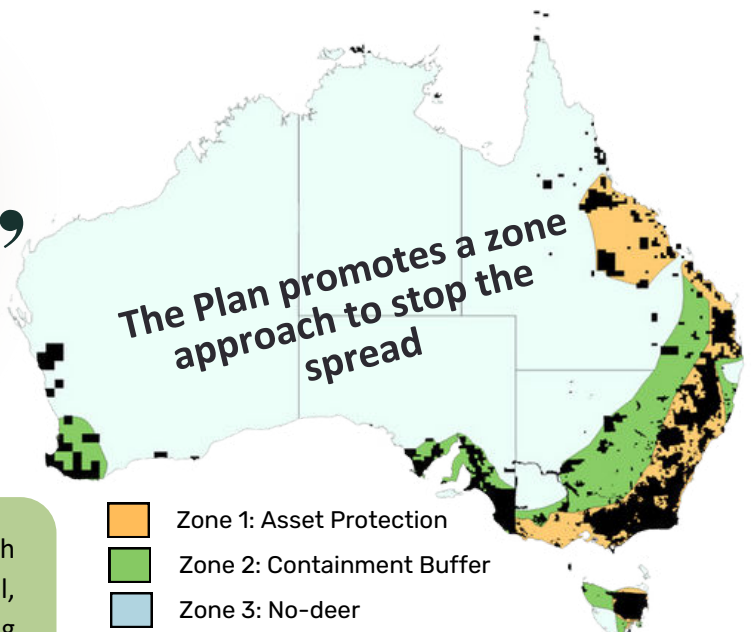 ’
The Plan promotes a zone
approach to stop the
spread
h
l,
g
Zone 1: Asset Protection
Zone 2: Containment Buffer
Zone 3: No-deer